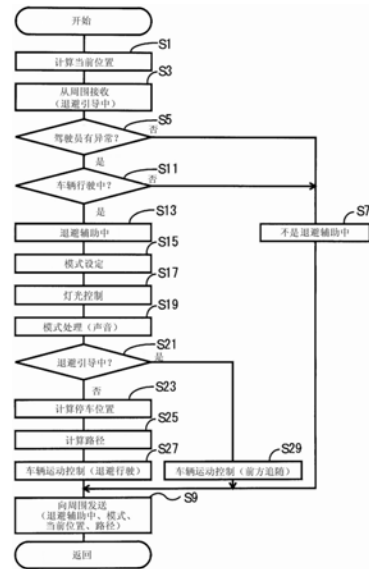 开始
S1
计算当前位置
S3
从周围接收
(退避引导中)
S5
驾驶员有异常?
否
是
S11
车辆行驶中?
否
是
S13
退避辅助中
S7
不是退避辅助中
S15
模式设定
S17
灯光控制
S19
模式处理(声音)
S21
退避引导中?
是
否
S23
计算停车位置
S25
计算路径
S27
车辆运动控制(退避行驶)
S29
车辆运动控制(前方追随)
S9
向周围发送
(退避辅助中、模式、
当前位置、路径)
返回